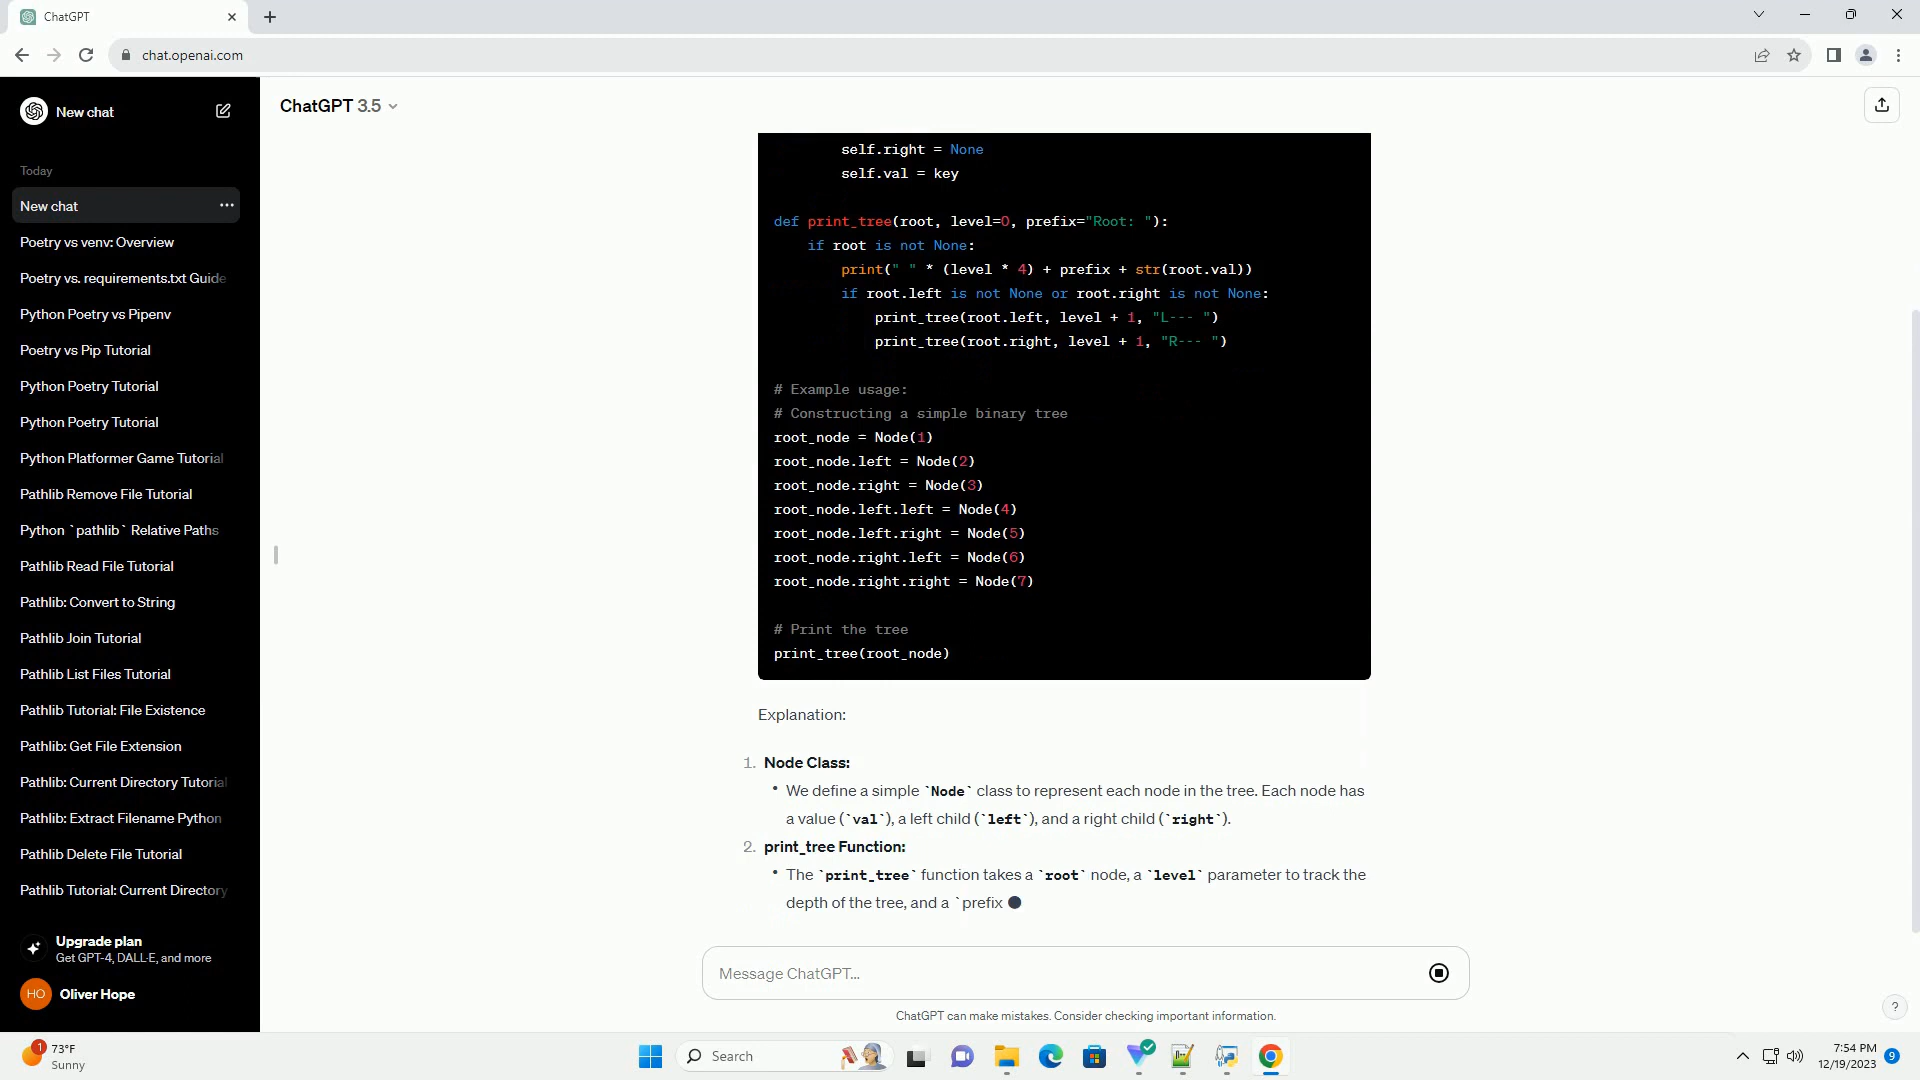 ChatGPT
chat.openai.com
New chat
ChatGPT 3.5
Today
New chat
Poetry vs venv: Overview
Poetry vs. requirements.txt Guide
Python Poetry vs Pipenv
Poetry vs Pip Tutorial
Python Poetry Tutorial
Python Poetry Tutorial
Python Platformer Game Tutorial
Pathlib Remove File Tutorial
Python `pathlib` Relative Paths
Pathlib Read File Tutorial
Pathlib: Convert to String
Pathlib Join Tutorial
Pathlib List Files Tutorial
Pathlib Tutorial: File Existence
Pathlib: Get File Extension
Pathlib: Current Directory Tutorial
Pathlib: Extract Filename Python
Pathlib Delete File Tutorial
Pathlib Tutorial: Current Directory
Upgrade plan
Get GPT-4, DALL·E, and more
HO
Oliver Hope
self.right = None
self.val = key
def print_tree(root, level=0, prefix="Root: "):
if root is not None:
print(" " * (level * 4) + prefix + str(root.val))
if root.left is not None or root.right is not None:
print_tree(root.left, level + 1, "L--- ")
print_tree(root.right, level + 1, "R--- ")
# Example usage:
# Constructing a simple binary tree
root_node = Node(1)
root_node.left = Node(2)
root_node.right = Node(3)
root_node.left.left = Node(4)
root_node.left.right = Node(5)
root_node.right.left = Node(6)
root_node.right.right = Node(7)
# Print the tree
print_tree(root_node)
Explanation:
1. Node Class:
• We define a simple `Node` class to represent each node in the tree. Each node has
a value (`val`), a left child (`left`), and a right child (`right`).
2. print_tree Function:
• The `print_tree` function takes a `root` node, a `level` parameter to track the
depth of the tree, and a `prefix
Message ChatGPT...
ChatGPT can make mistakes. Consider checking important information.
?
1
73°F
Sunny
Search
7:54 PM
12/19/2023
9